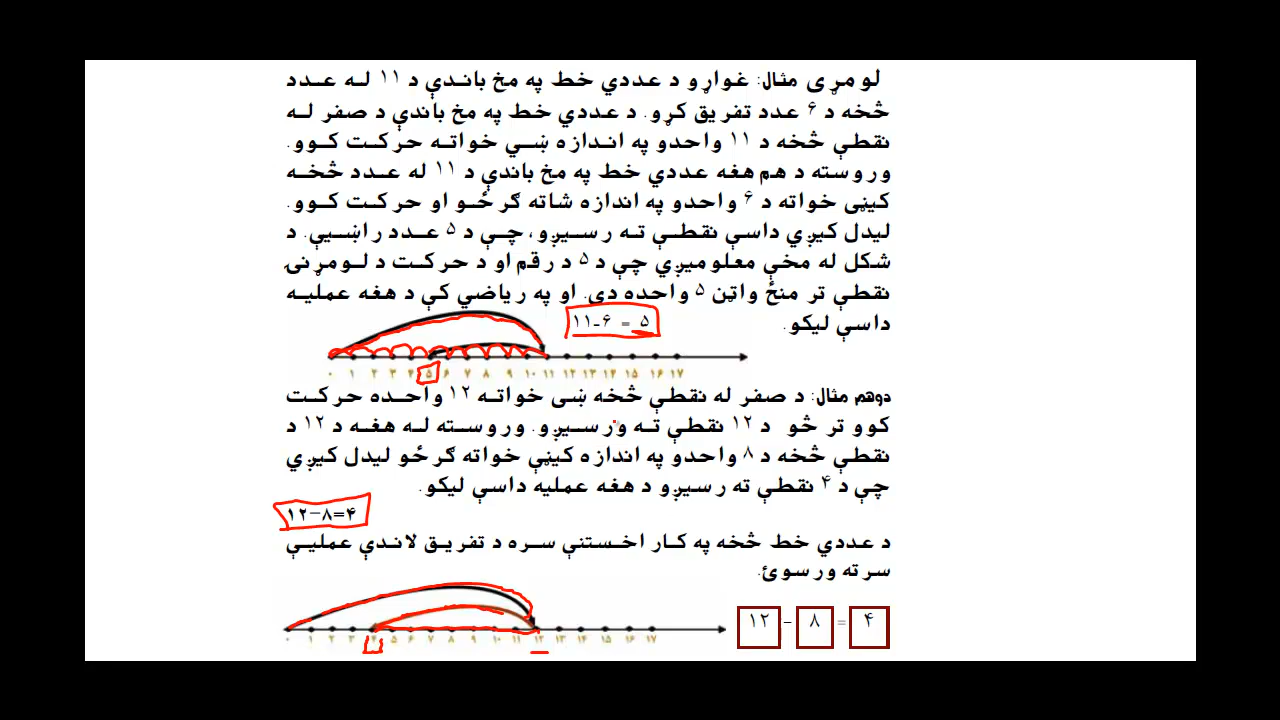 لومړی مثال: غواړو د عددي خط په مخ باندې د ۱۱ له عدد
څخه د ۶ عدد تفریق کړو. د عددي خط په مخ باندې د صفر له
نقطې څخه د ۱۱ واحدو په اندازه ښي خواته حرکت کوو.
وروسته د هم هغه عددي خط په مخ باندې د ۱۱ له عدد څخه
کیڼی خواته د ۶ واحدو په اندازه شاته ګرځو او حرکت کوو.
لیدل کیږي داسې نقطې ته رسیږو، چې د ۵ عدد راښیي. د
شکل له مخې معلومیږي چې د ۵ د رقم او د حرکت د لومړنی
نقطې تر منځ واټن ۵ واحده دي. او په ریاضي کې د هغه عملیه
داسې لیکو.
۱۱-۶ = ۵
۰ ۱ ۲ ۳ ۴ ۵ ۶ ۷ ۸ ۹ ۱۰ ۱۱ ۱۲ ۱۳ ۱۴ ۱۵ ۱۶ ۱۷
دوهم مثال: د صفر له نقطې څخه ښی خواته ۱۲ واحده حرکت
کوو تر څو د ۱۲ نقطې ته ورسیږو. وروسته له هغه د ۱۲ د
نقطې څخه د ۸ واحدو په اندازه کیڼې خواته ګرځو لیدل کیږي
چې د ۴ نقطې ته رسیږو د هغه عملیه داسې لیکو.
۱۲-۸=۴
د عددي خط څخه په کار اخستنې سره د تفریق لاندې عملیې
سرته ورسوئ.
۰ ۱ ۲ ۳ ۴ ۵ ۶ ۷ ۸ ۹ ۱۰ ۱۱ ۱۲ ۱۳ ۱۴ ۱۵ ۱۶ ۱۷
۱۲ - ۸ = ۴